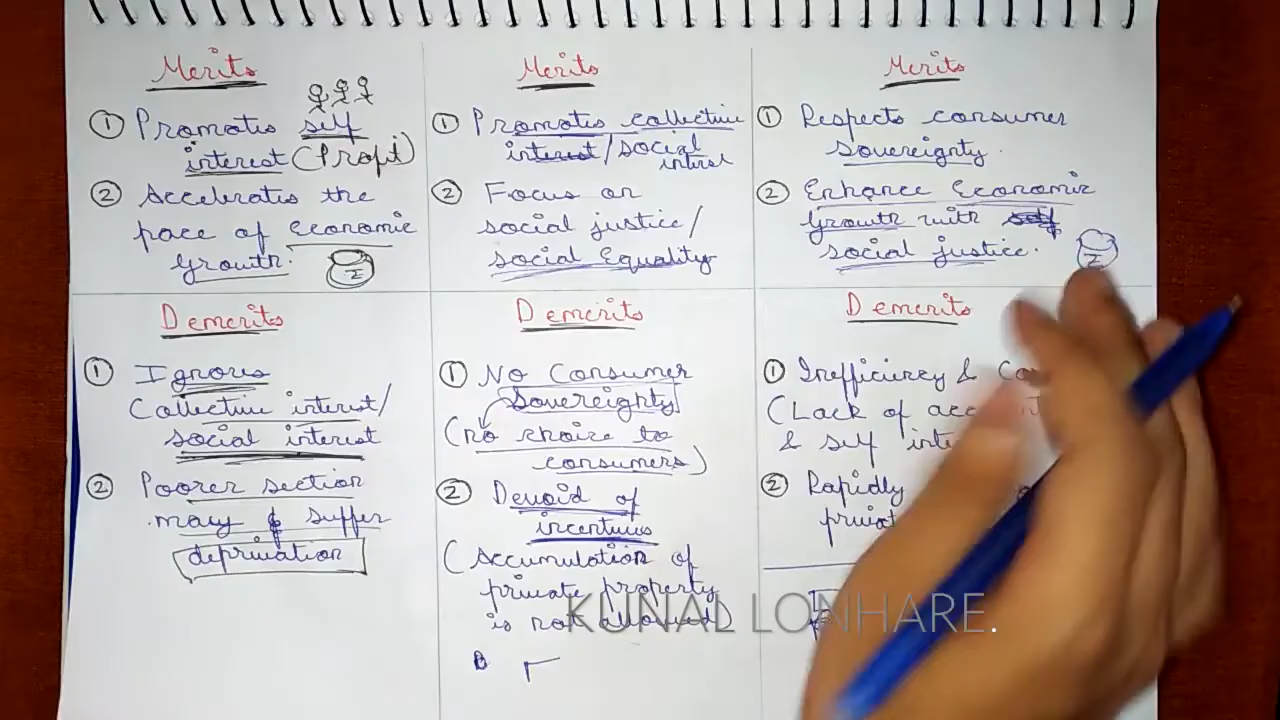 Merits
① Promotes self
interest (Profit)
② Accelerates the
pace of Economic
Growth.
Merits
① Promotes collective
interest/social
interest
② Focus on
social justice/
social Equality
Merits
① Respects consumer
sovereignty.
② Enhance Economic
Growth with
social justice.
Demerits
① Ignores
Collective interest/
social interest
② Poorer section
may suffer
deprivation
Demerits
① No Consumer
Sovereighty
(no choice to
consumers)
② Devoid of
incentives
(Accumulation of
private property
is not allowed)
Demerits
① Inefficiency &
(Lack of
& self
② Rapidly
KUNAL LONHARE.